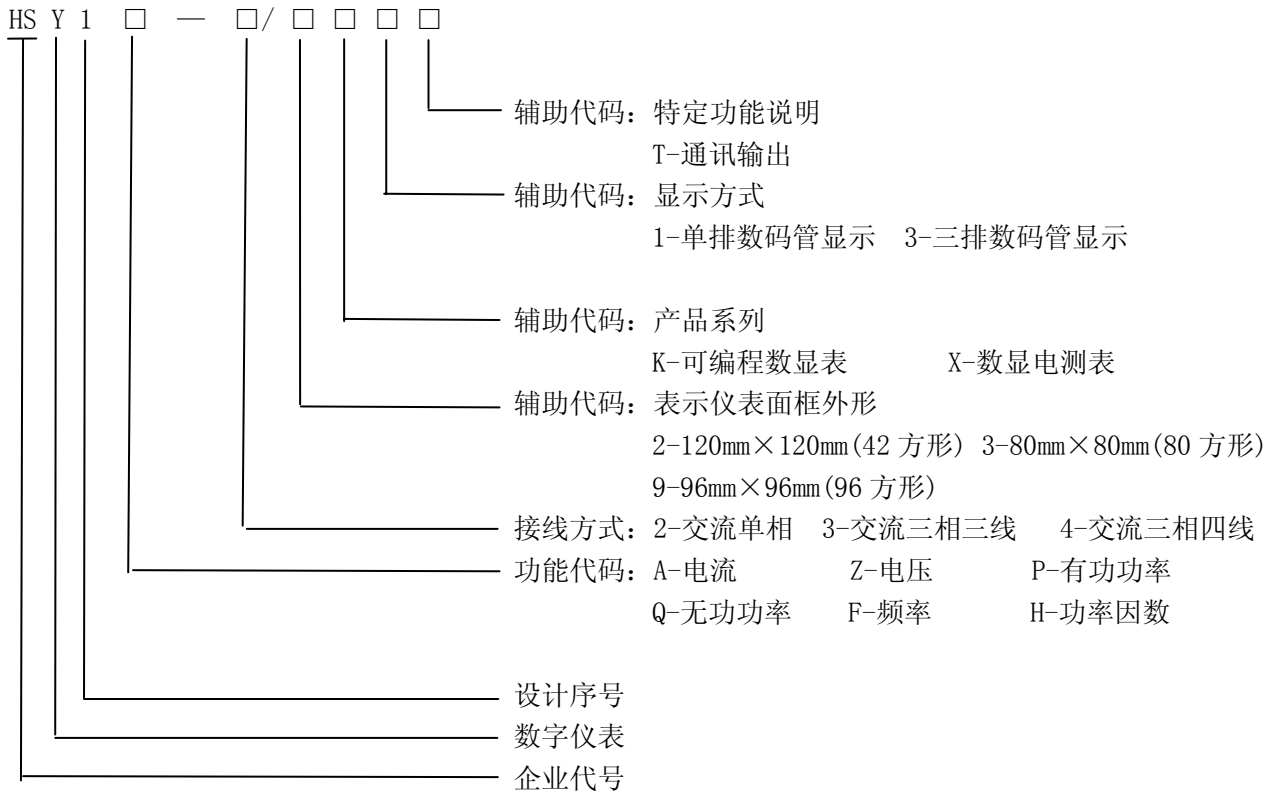 HS Y 1 □ — □/ □ □ □ □
辅助代码：特定功能说明
T-通讯输出
辅助代码：显示方式
1-单排数码管显示 3-三排数码管显示
辅助代码：产品系列
K-可编程数显表 X-数显电测表
辅助代码：表示仪表面框外形
2-120mm×120mm(42 方形) 3-80mm×80mm(80 方形)
9-96mm×96mm(96 方形)
接线方式：2-交流单相 3-交流三相三线 4-交流三相四线
功能代码：A-电流 Z-电压 P-有功功率
Q-无功功率 F-频率 H-功率因数
设计序号
数字仪表
企业代号